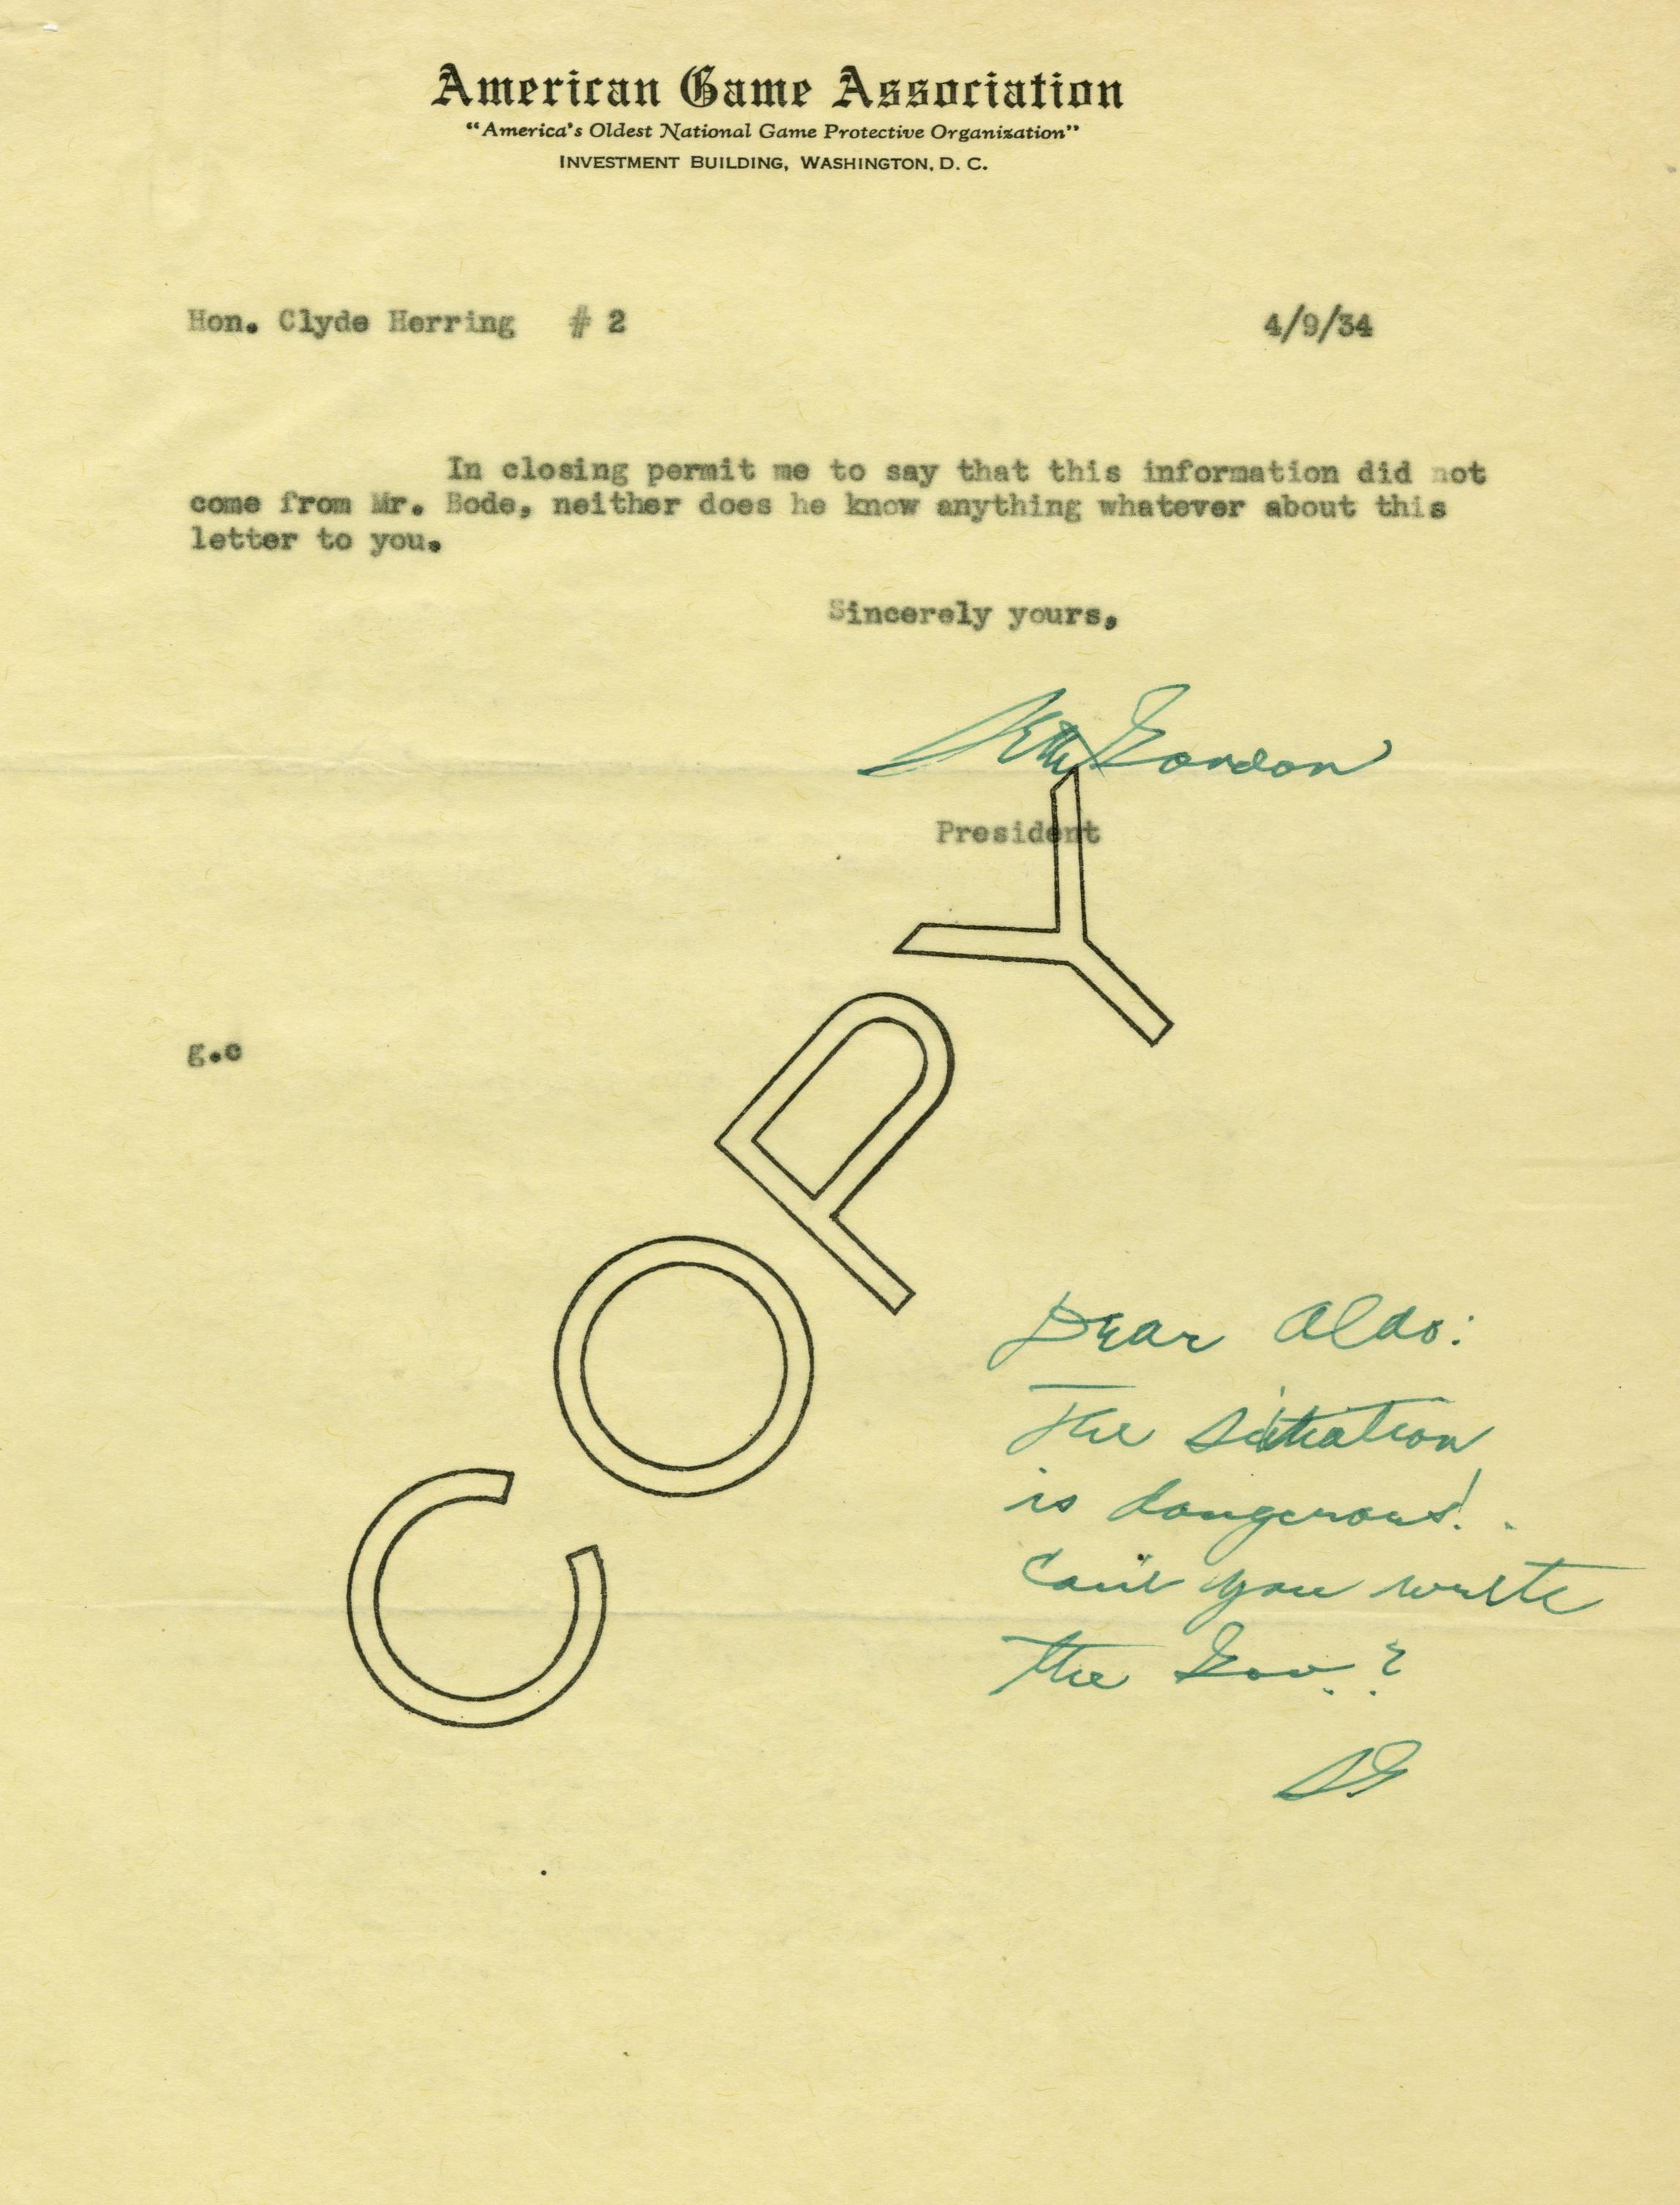 American Game Association
"America's Oldest National Game Protective Organization"
INVESTMENT BUILDING, WASHINGTON, D. C.
Hon. Clyde Herring # 2 4/9/34
In closing permit me to say that this information did not
come from Mr. Bode, neither does he know anything whatever about this
letter to you.
Sincerely yours,
Seth Gordon
President
COPY
g.c
Dear Aldo:
The situation
is dangerous!
Can't you write
the Gov.?
SG